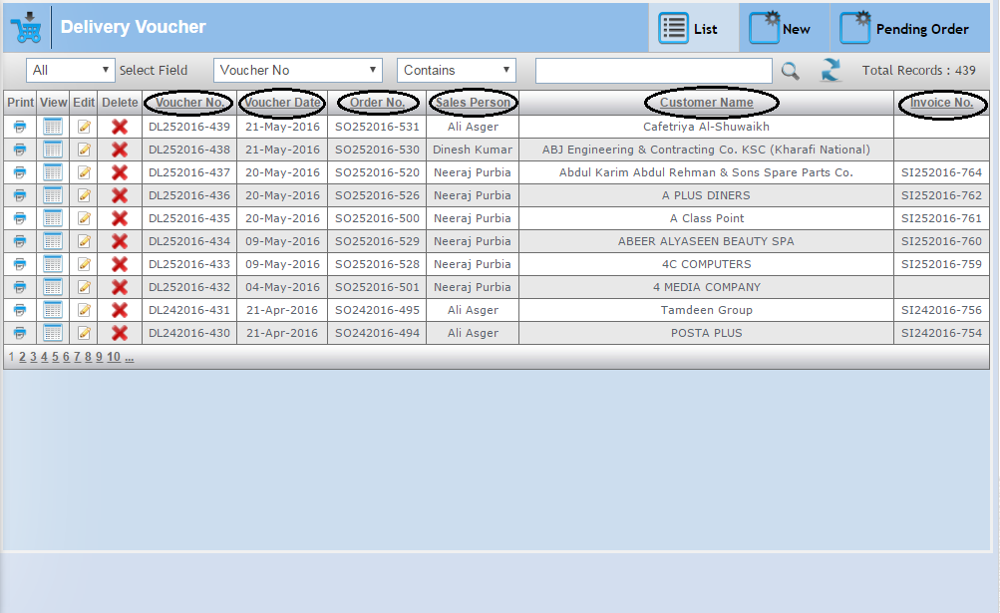 Delivery Voucher List New Pending Order
All Select Field Voucher No Contains Total Records : 439
Print View Edit Delete Voucher No. Voucher Date Order No. Sales Person Customer Name Invoice No.
DL252016-439 21-May-2016 SO252016-531 Ali Asger Cafetriya Al-Shuwaikh
DL252016-438 21-May-2016 SO252016-530 Dinesh Kumar ABJ Engineering & Contracting Co. KSC (Kharafi National)
DL252016-437 20-May-2016 SO252016-520 Neeraj Purbia Abdul Karim Abdul Rehman & Sons Spare Parts Co. SI252016-764
DL252016-436 20-May-2016 SO252016-526 Neeraj Purbia A PLUS DINERS SI252016-762
DL252016-435 20-May-2016 SO252016-500 Neeraj Purbia A Class Point SI252016-761
DL252016-434 09-May-2016 SO252016-529 Neeraj Purbia ABEER ALYASEEN BEAUTY SPA SI252016-760
DL252016-433 09-May-2016 SO252016-528 Neeraj Purbia 4C COMPUTERS SI252016-759
DL252016-432 04-May-2016 SO252016-501 Neeraj Purbia 4 MEDIA COMPANY
DL242016-431 21-Apr-2016 SO242016-495 Ali Asger Tamdeen Group SI242016-756
DL242016-430 21-Apr-2016 SO242016-494 Ali Asger POSTA PLUS SI242016-754
1 2 3 4 5 6 7 8 9 10 ...